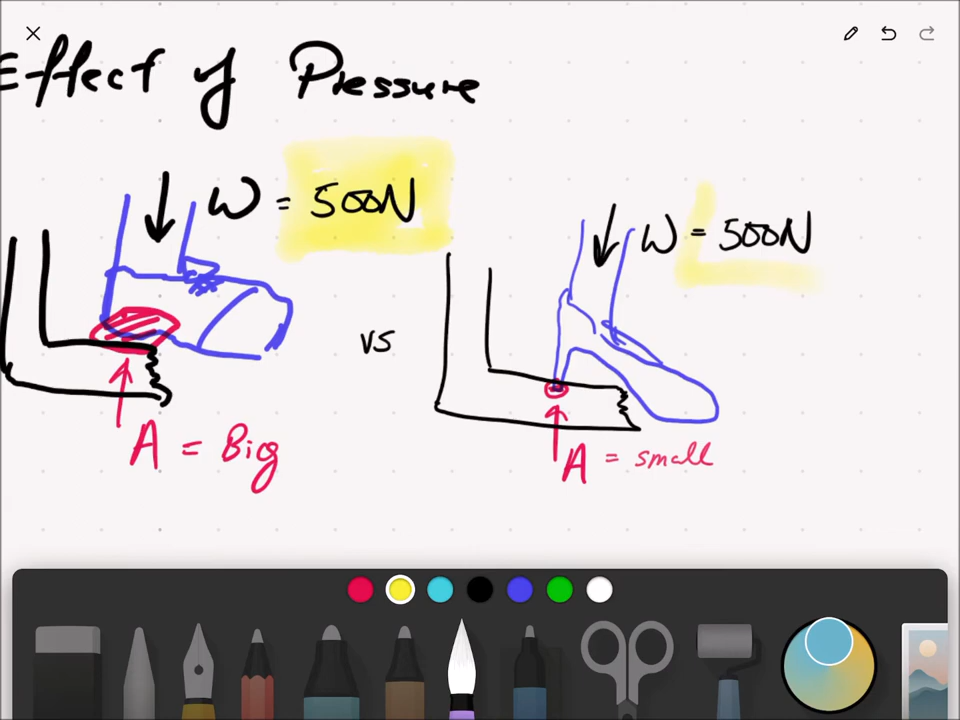 Effect of Pressure
W = 500N
W = 500N
vs
A = Big
A = small